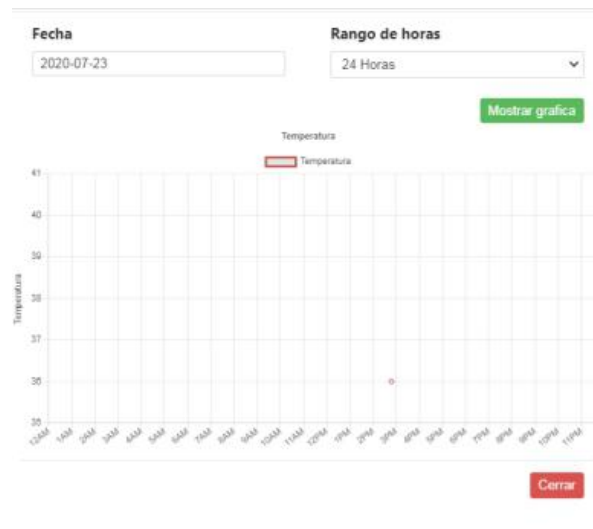 Fecha
Rango de horas
2020-07-23
24 Horas
Mostrar grafica
Temperatura
Temperatura
41
40
39
38
37
36
35
Temperatura
12AM 1AM 2AM 3AM 4AM 5AM 6AM 7AM 8AM 9AM 10AM 11AM 12PM 1PM 2PM 3PM 4PM 5PM 6PM 7PM 8PM 9PM 10PM 11PM
Cerrar